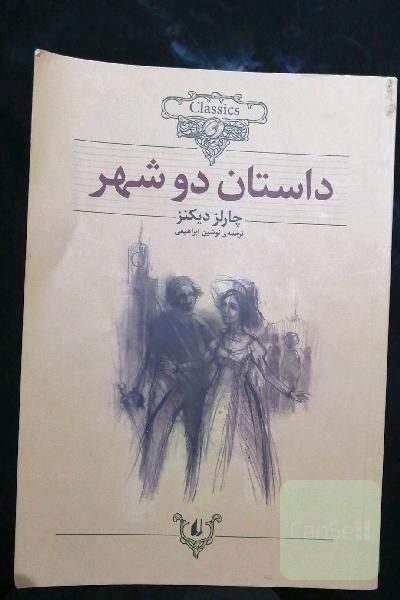 Classics
داستان دو شهر
چارلز دیکنز
ترجمه‌ی نوشین ابراهیمی
CanSell